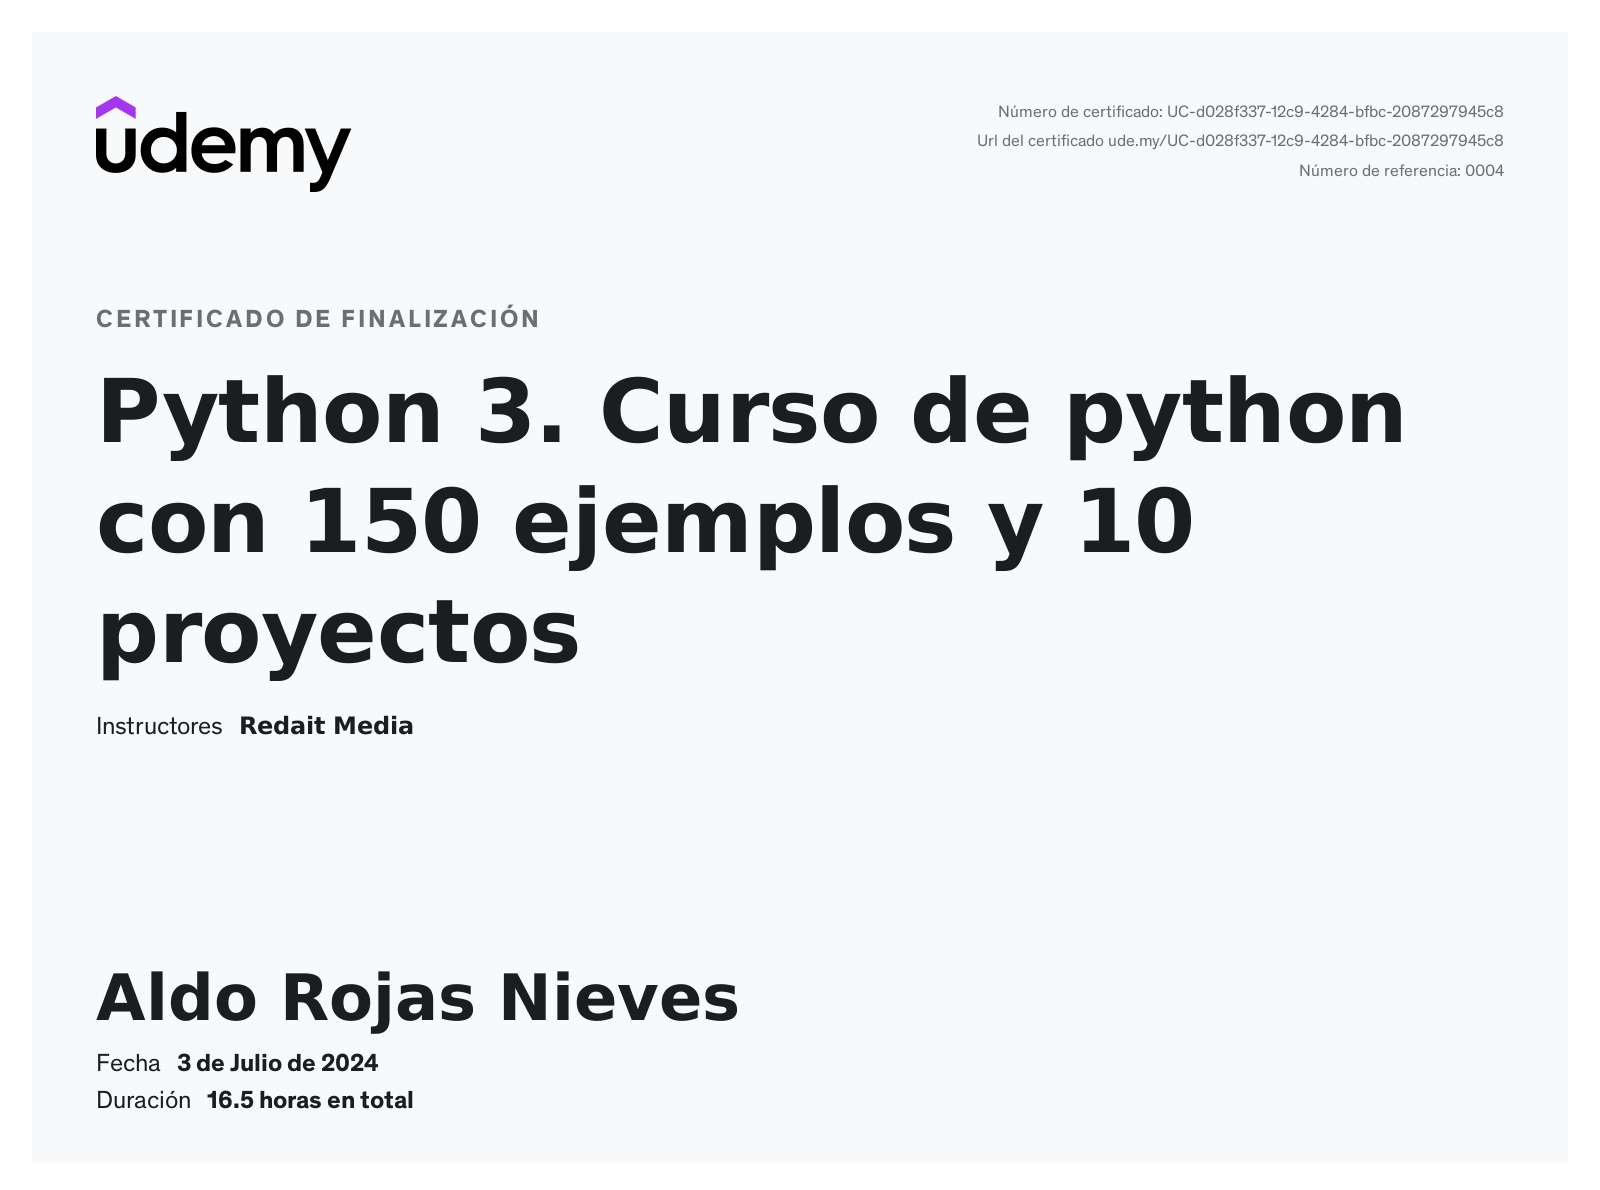 udemy
Número de certificado: UC-d028f337-12c9-4284-bfbc-2087297945c8
Url del certificado ude.my/UC-d028f337-12c9-4284-bfbc-2087297945c8
Número de referencia: 0004
CERTIFICADO DE FINALIZACIÓN
Python 3. Curso de python
con 150 ejemplos y 10
proyectos
Instructores Redait Media
Aldo Rojas Nieves
Fecha 3 de Julio de 2024
Duración 16.5 horas en total